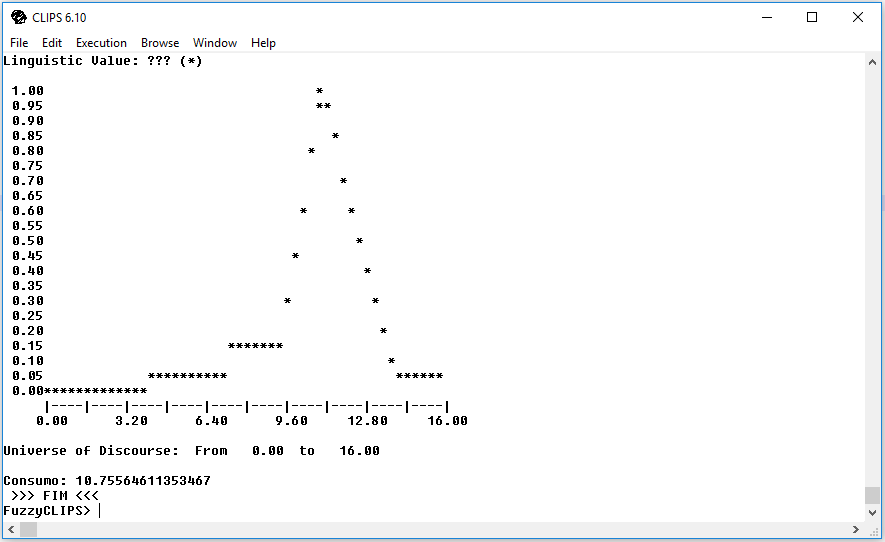 CLIPS 6.10
File Edit Execution Browse Window Help
Linguistic Value: ??? (*)
1.00                                  *
0.95                                  **
0.90
0.85                                    *
0.80                                 *
0.75
0.70                                     *
0.65
0.60                                *     *
0.55
0.50                                       *
0.45                               *
0.40                                        *
0.35
0.30                              *          *
0.25
0.20                                          *
0.15                       *******
0.10                                           *
0.05             **********                     ******
0.00*************
|----|----|----|----|----|----|----|----|----|----|
0.00 3.20 6.40 9.60 12.80 16.00
Universe of Discourse:  From   0.00  to   16.00
Consumo: 10.75564611353467
>>> FIM <<<
FuzzyCLIPS>